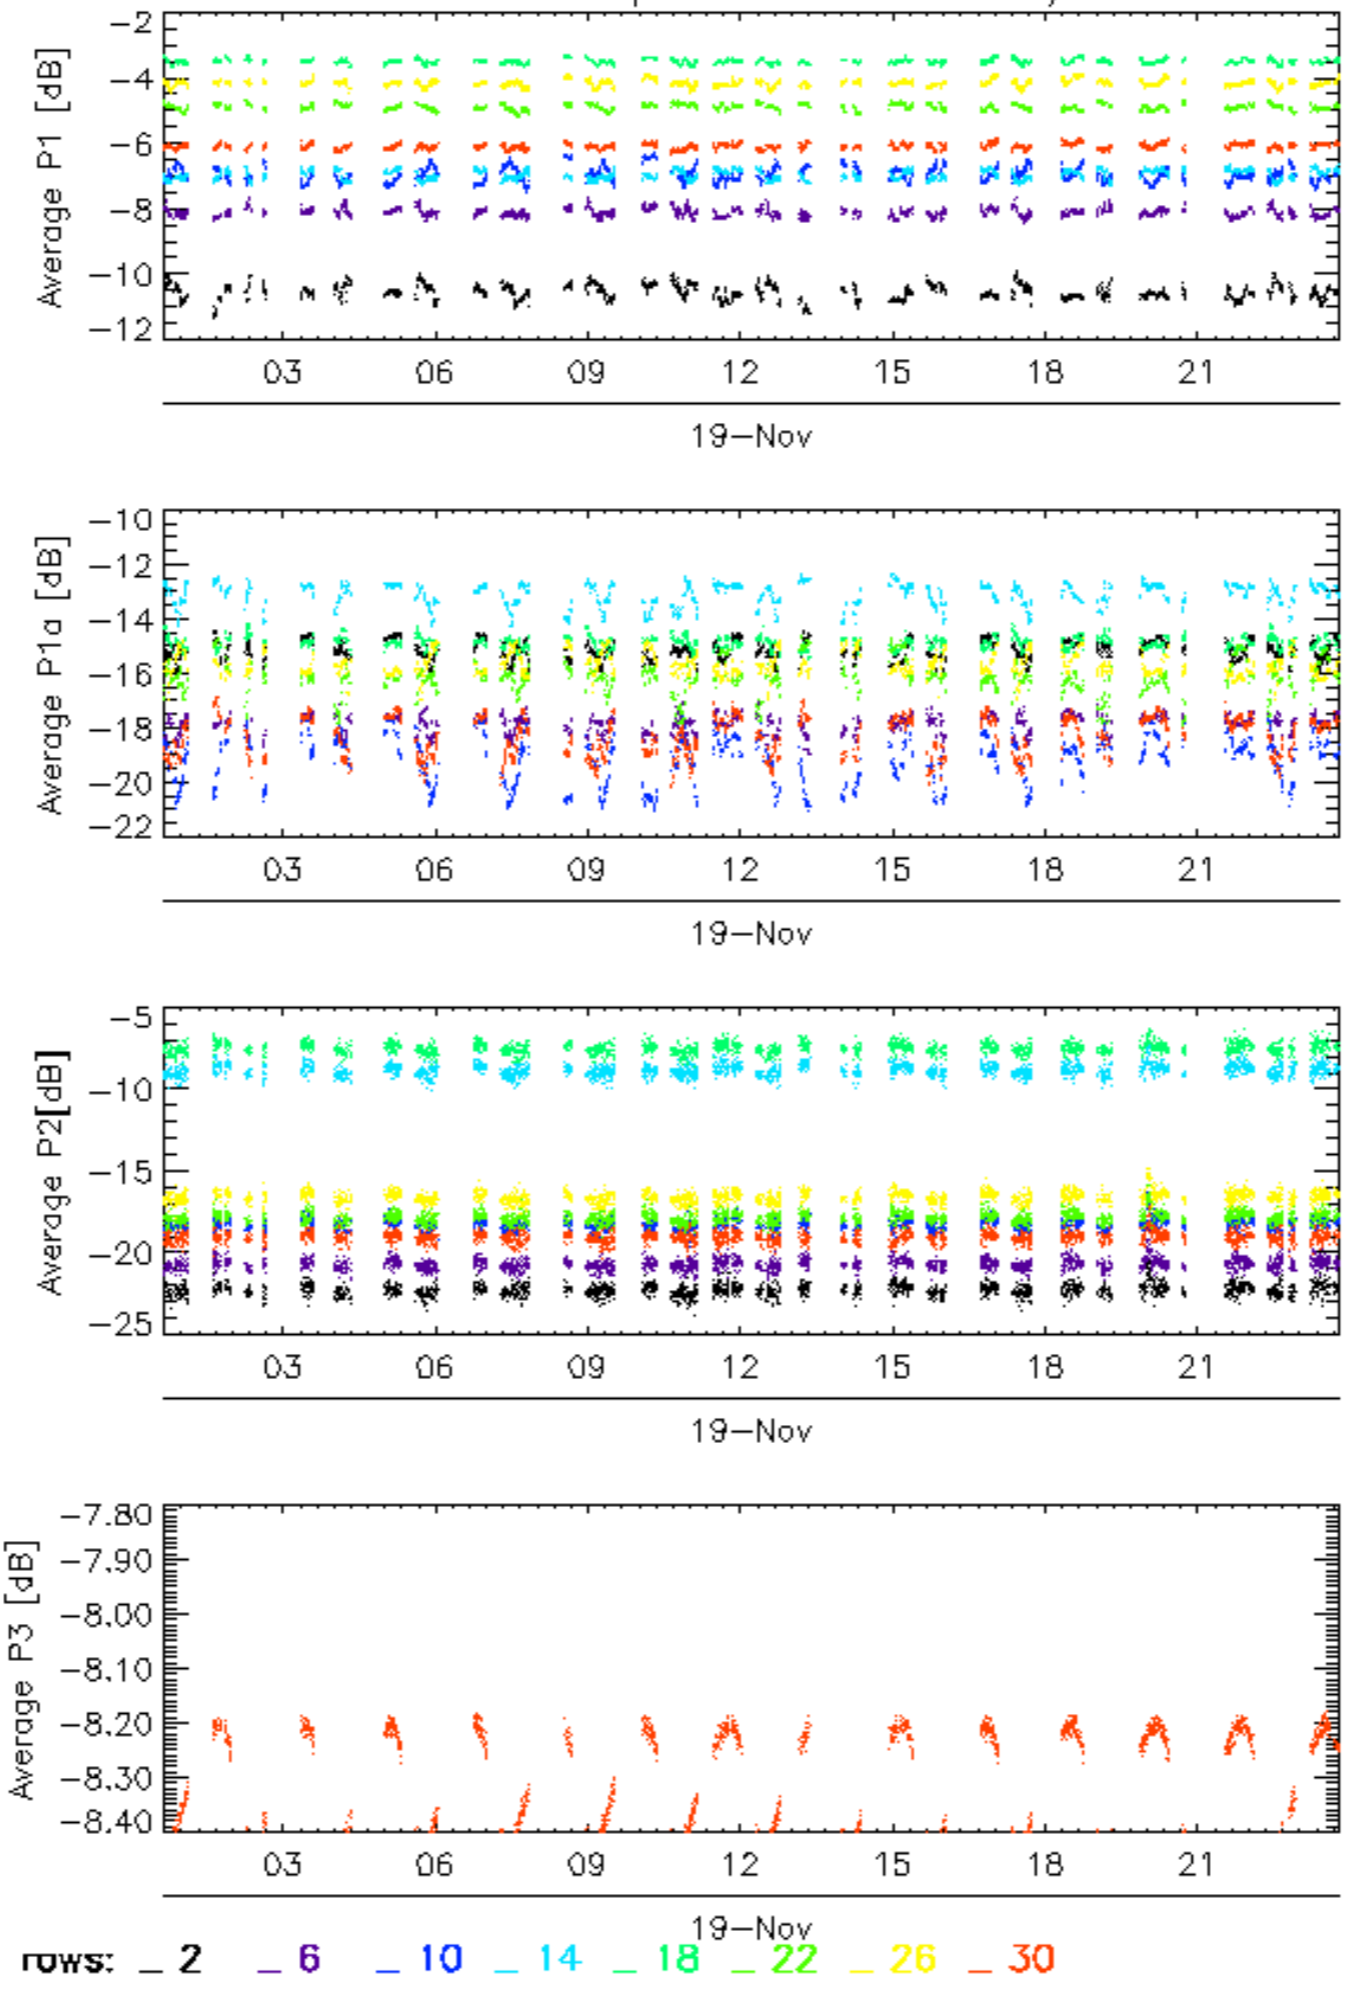 Average P1 [dB]
-2
-4
-6
-8
-10
-12
03 06 09 12 15 18 21
19-Nov
Average P1a [dB]
-10
-12
-14
-16
-18
-20
-22
03 06 09 12 15 18 21
19-Nov
Average P2[dB]
-5
-10
-15
-20
-25
03 06 09 12 15 18 21
19-Nov
Average P3 [dB]
-7.80
-7.90
-8.00
-8.10
-8.20
-8.30
-8.40
03 06 09 12 15 18 21
19-Nov
rows: _ 2 _ 6 _ 10 _ 14 _ 18 _ 22 _ 26 _ 30